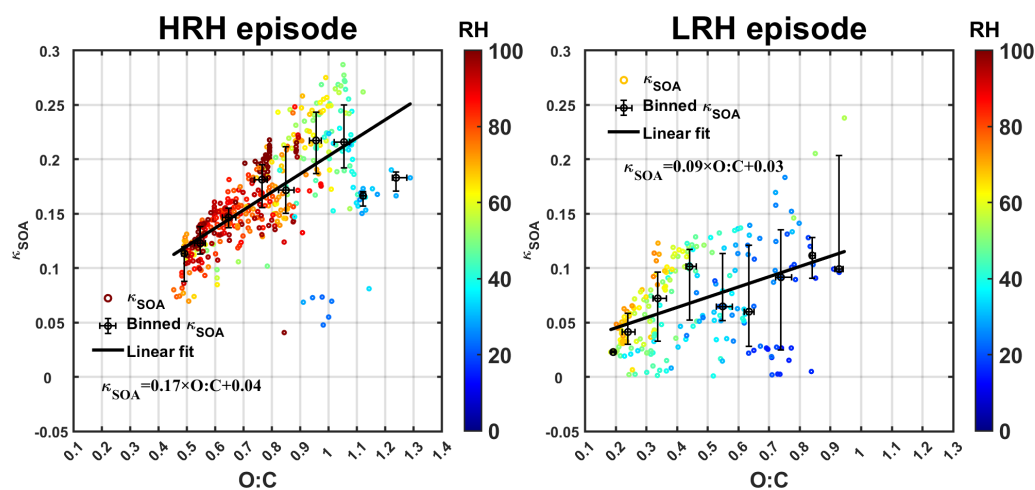 HRH episode
RH
0.3
0.25
0.2
0.15
0.1
0.05
0
-0.05
κSOA
κSOA
Binned κSOA
Linear fit
κSOA=0.17×O:C+0.04
0.1 0.2 0.3 0.4 0.5 0.6 0.7 0.8 0.9 1 1.1 1.2 1.3 1.4
O:C
100
80
60
40
20
0
LRH episode
RH
0.3
0.25
0.2
0.15
0.1
0.05
0
-0.05
κSOA
κSOA
Binned κSOA
Linear fit
κSOA=0.09×O:C+0.03
0.1 0.2 0.3 0.4 0.5 0.6 0.7 0.8 0.9 1 1.1 1.2 1.3
O:C
100
80
60
40
20
0